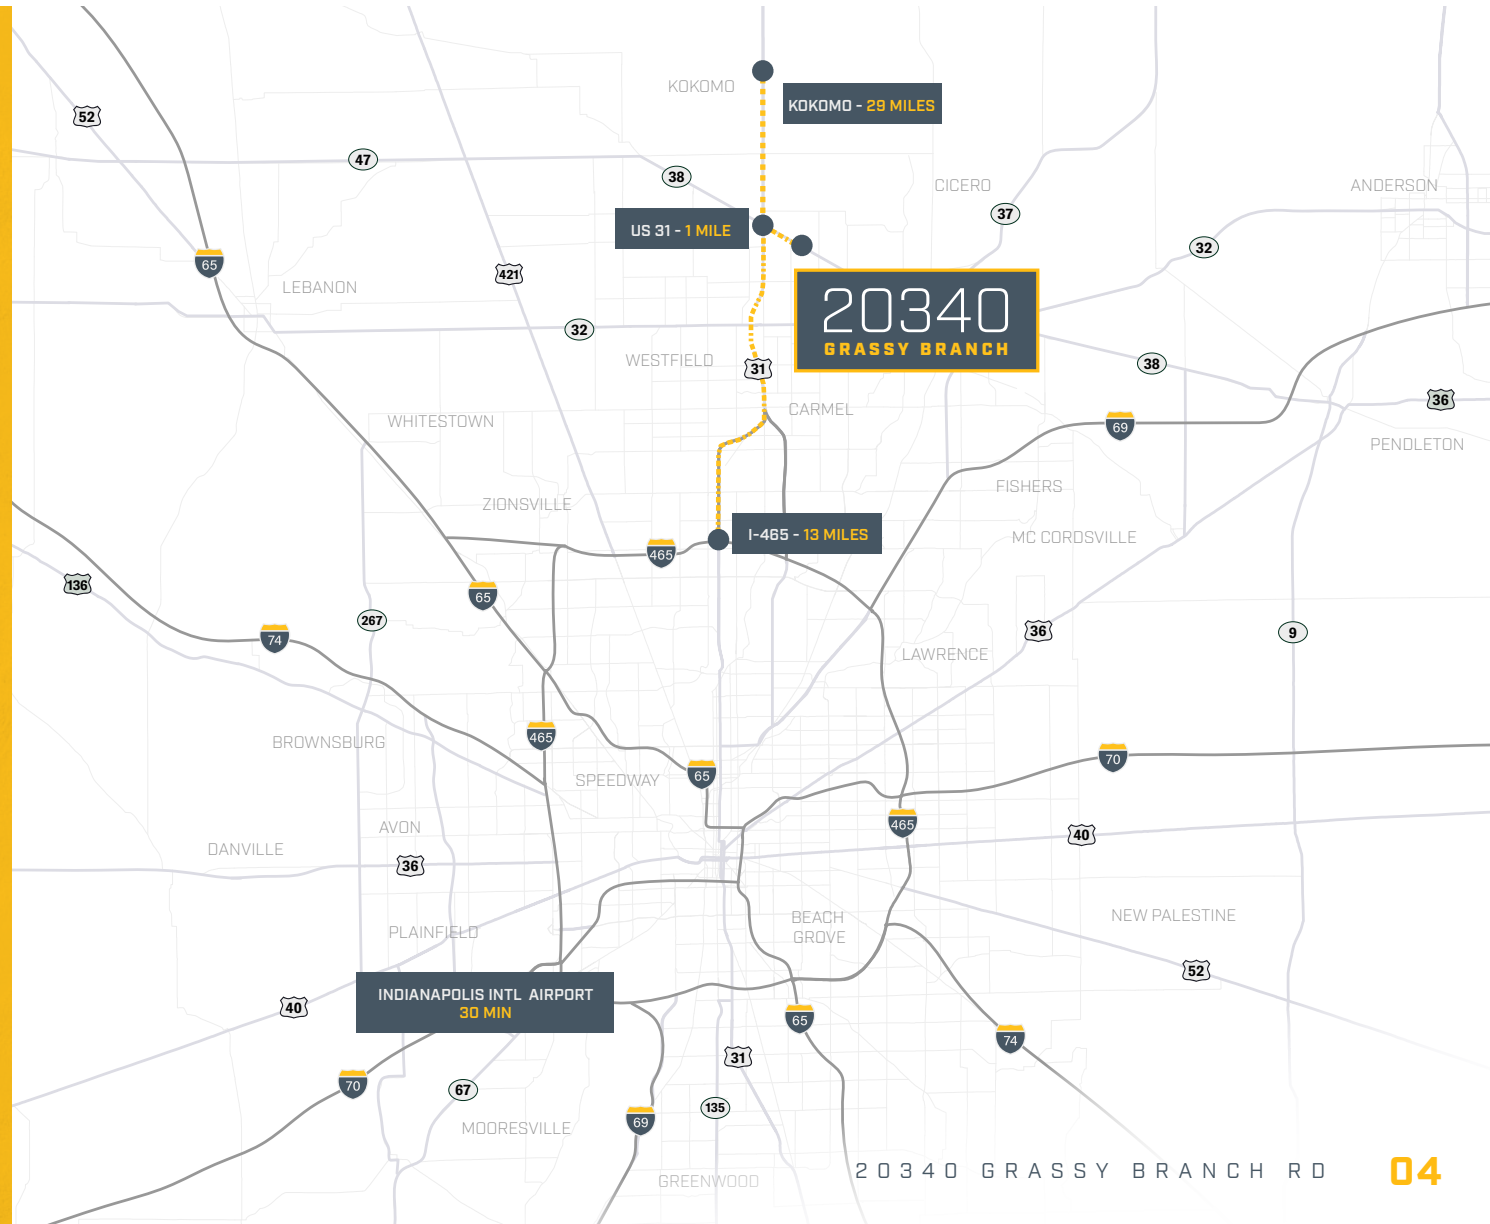 KOKOMO
KOKOMO - 29 MILES
52
47
38
CICERO
ANDERSON
37
US 31 - 1 MILE
32
65
421
LEBANON
20340
GRASSY BRANCH
32
WESTFIELD
31
38
36
CARMEL
WHITESTOWN
69
PENDLETON
FISHERS
ZIONSVILLE
I-465 - 13 MILES
MC CORDSVILLE
465
136
65
267
74
36
9
LAWRENCE
BROWNSBURG
465
70
SPEEDWAY
65
465
AVON
40
DANVILLE
36
BEACH
GROVE
NEW PALESTINE
PLAINFIELD
52
INDIANAPOLIS INTL AIRPORT
30 MIN
40
65
74
31
70
67
135
69
MOORESVILLE
GREENWOOD
20340 GRASSY BRANCH RD
04